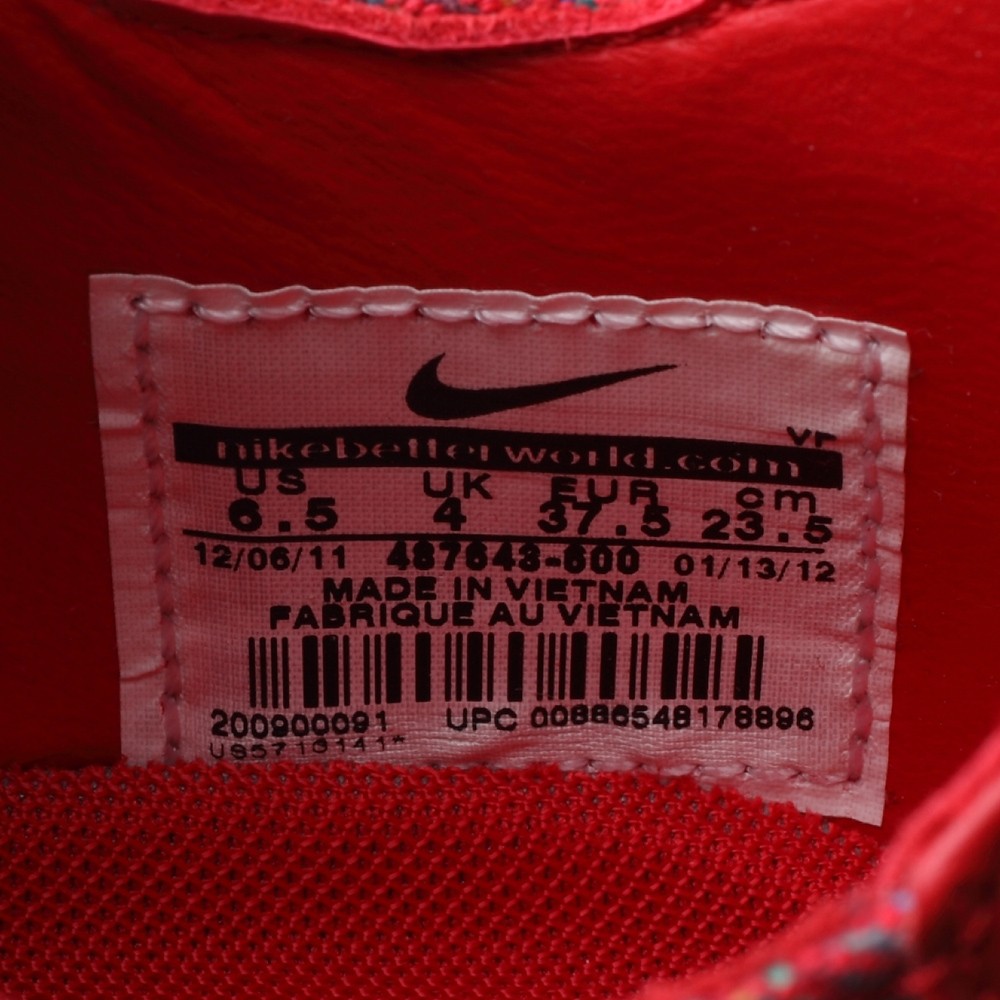 nikebetterworld.com
US UK EUR cm
6.5 4 37.5 23.5
12/06/11 487643-600 01/13/12
MADE IN VIETNAM
FABRIQUE AU VIETNAM
200900091 UPC 00886548178896
US5716141*